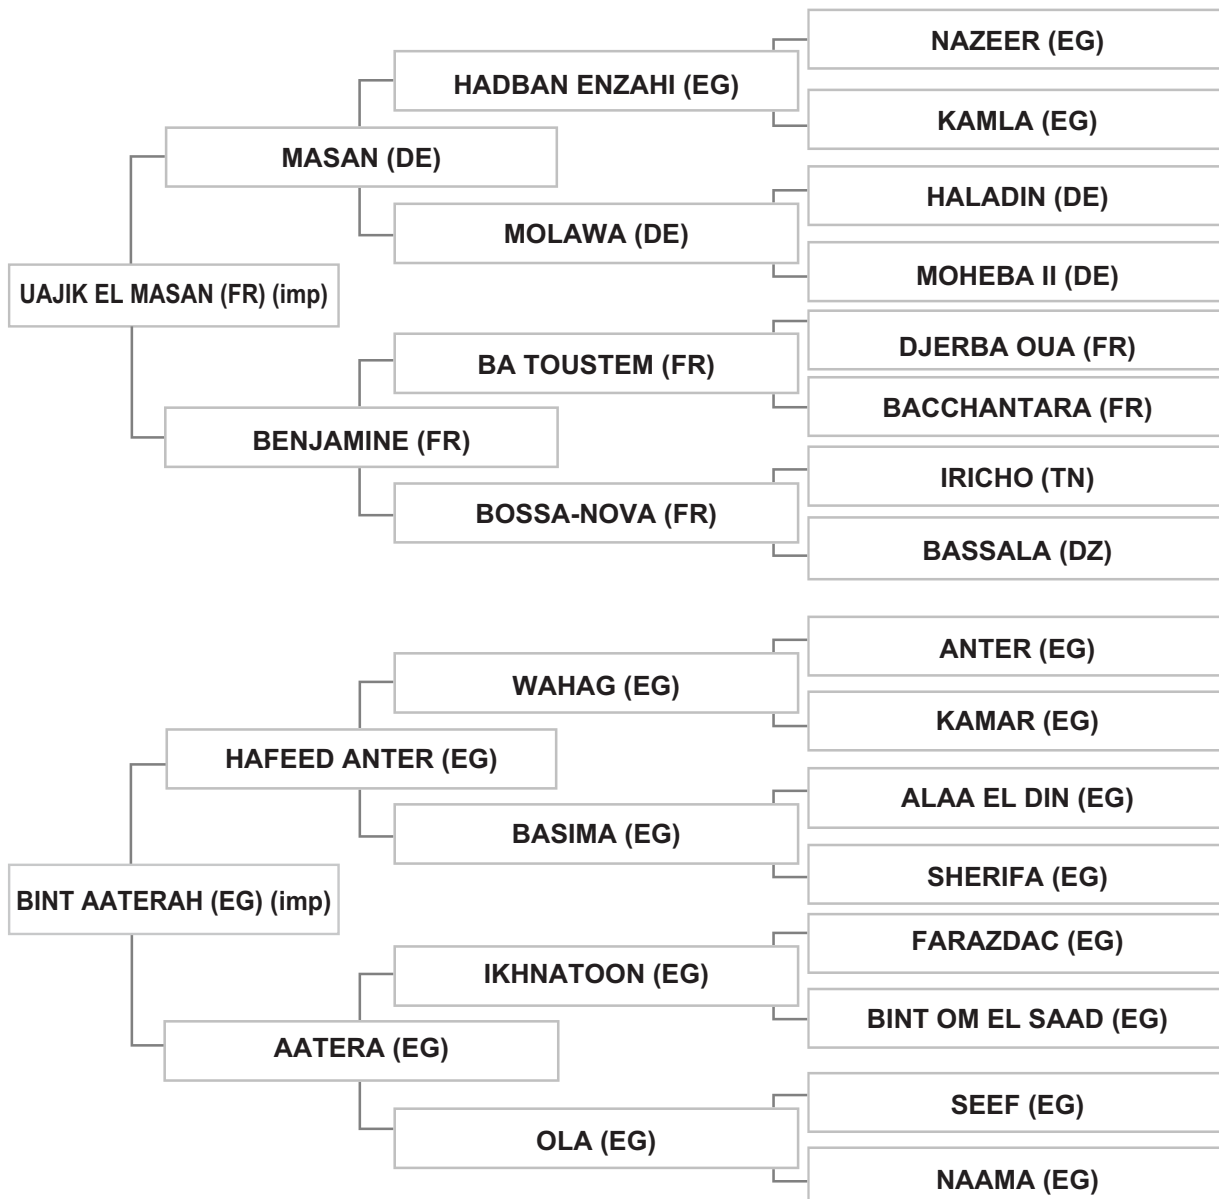 NAZEER (EG)
HADBAN ENZAHI (EG)
KAMLA (EG)
MASAN (DE)
HALADIN (DE)
MOLAWA (DE)
MOHEBA II (DE)
UAJIK EL MASAN (FR) (imp)
DJERBA OUA (FR)
BA TOUSTEM (FR)
BACCHANTARA (FR)
BENJAMINE (FR)
IRICHO (TN)
BOSSA-NOVA (FR)
BASSALA (DZ)
ANTER (EG)
WAHAG (EG)
KAMAR (EG)
HAFEED ANTER (EG)
ALAA EL DIN (EG)
BASIMA (EG)
SHERIFA (EG)
BINT AATERAH (EG) (imp)
FARAZDAC (EG)
IKHNATOON (EG)
BINT OM EL SAAD (EG)
AATERA (EG)
SEEF (EG)
OLA (EG)
NAAMA (EG)